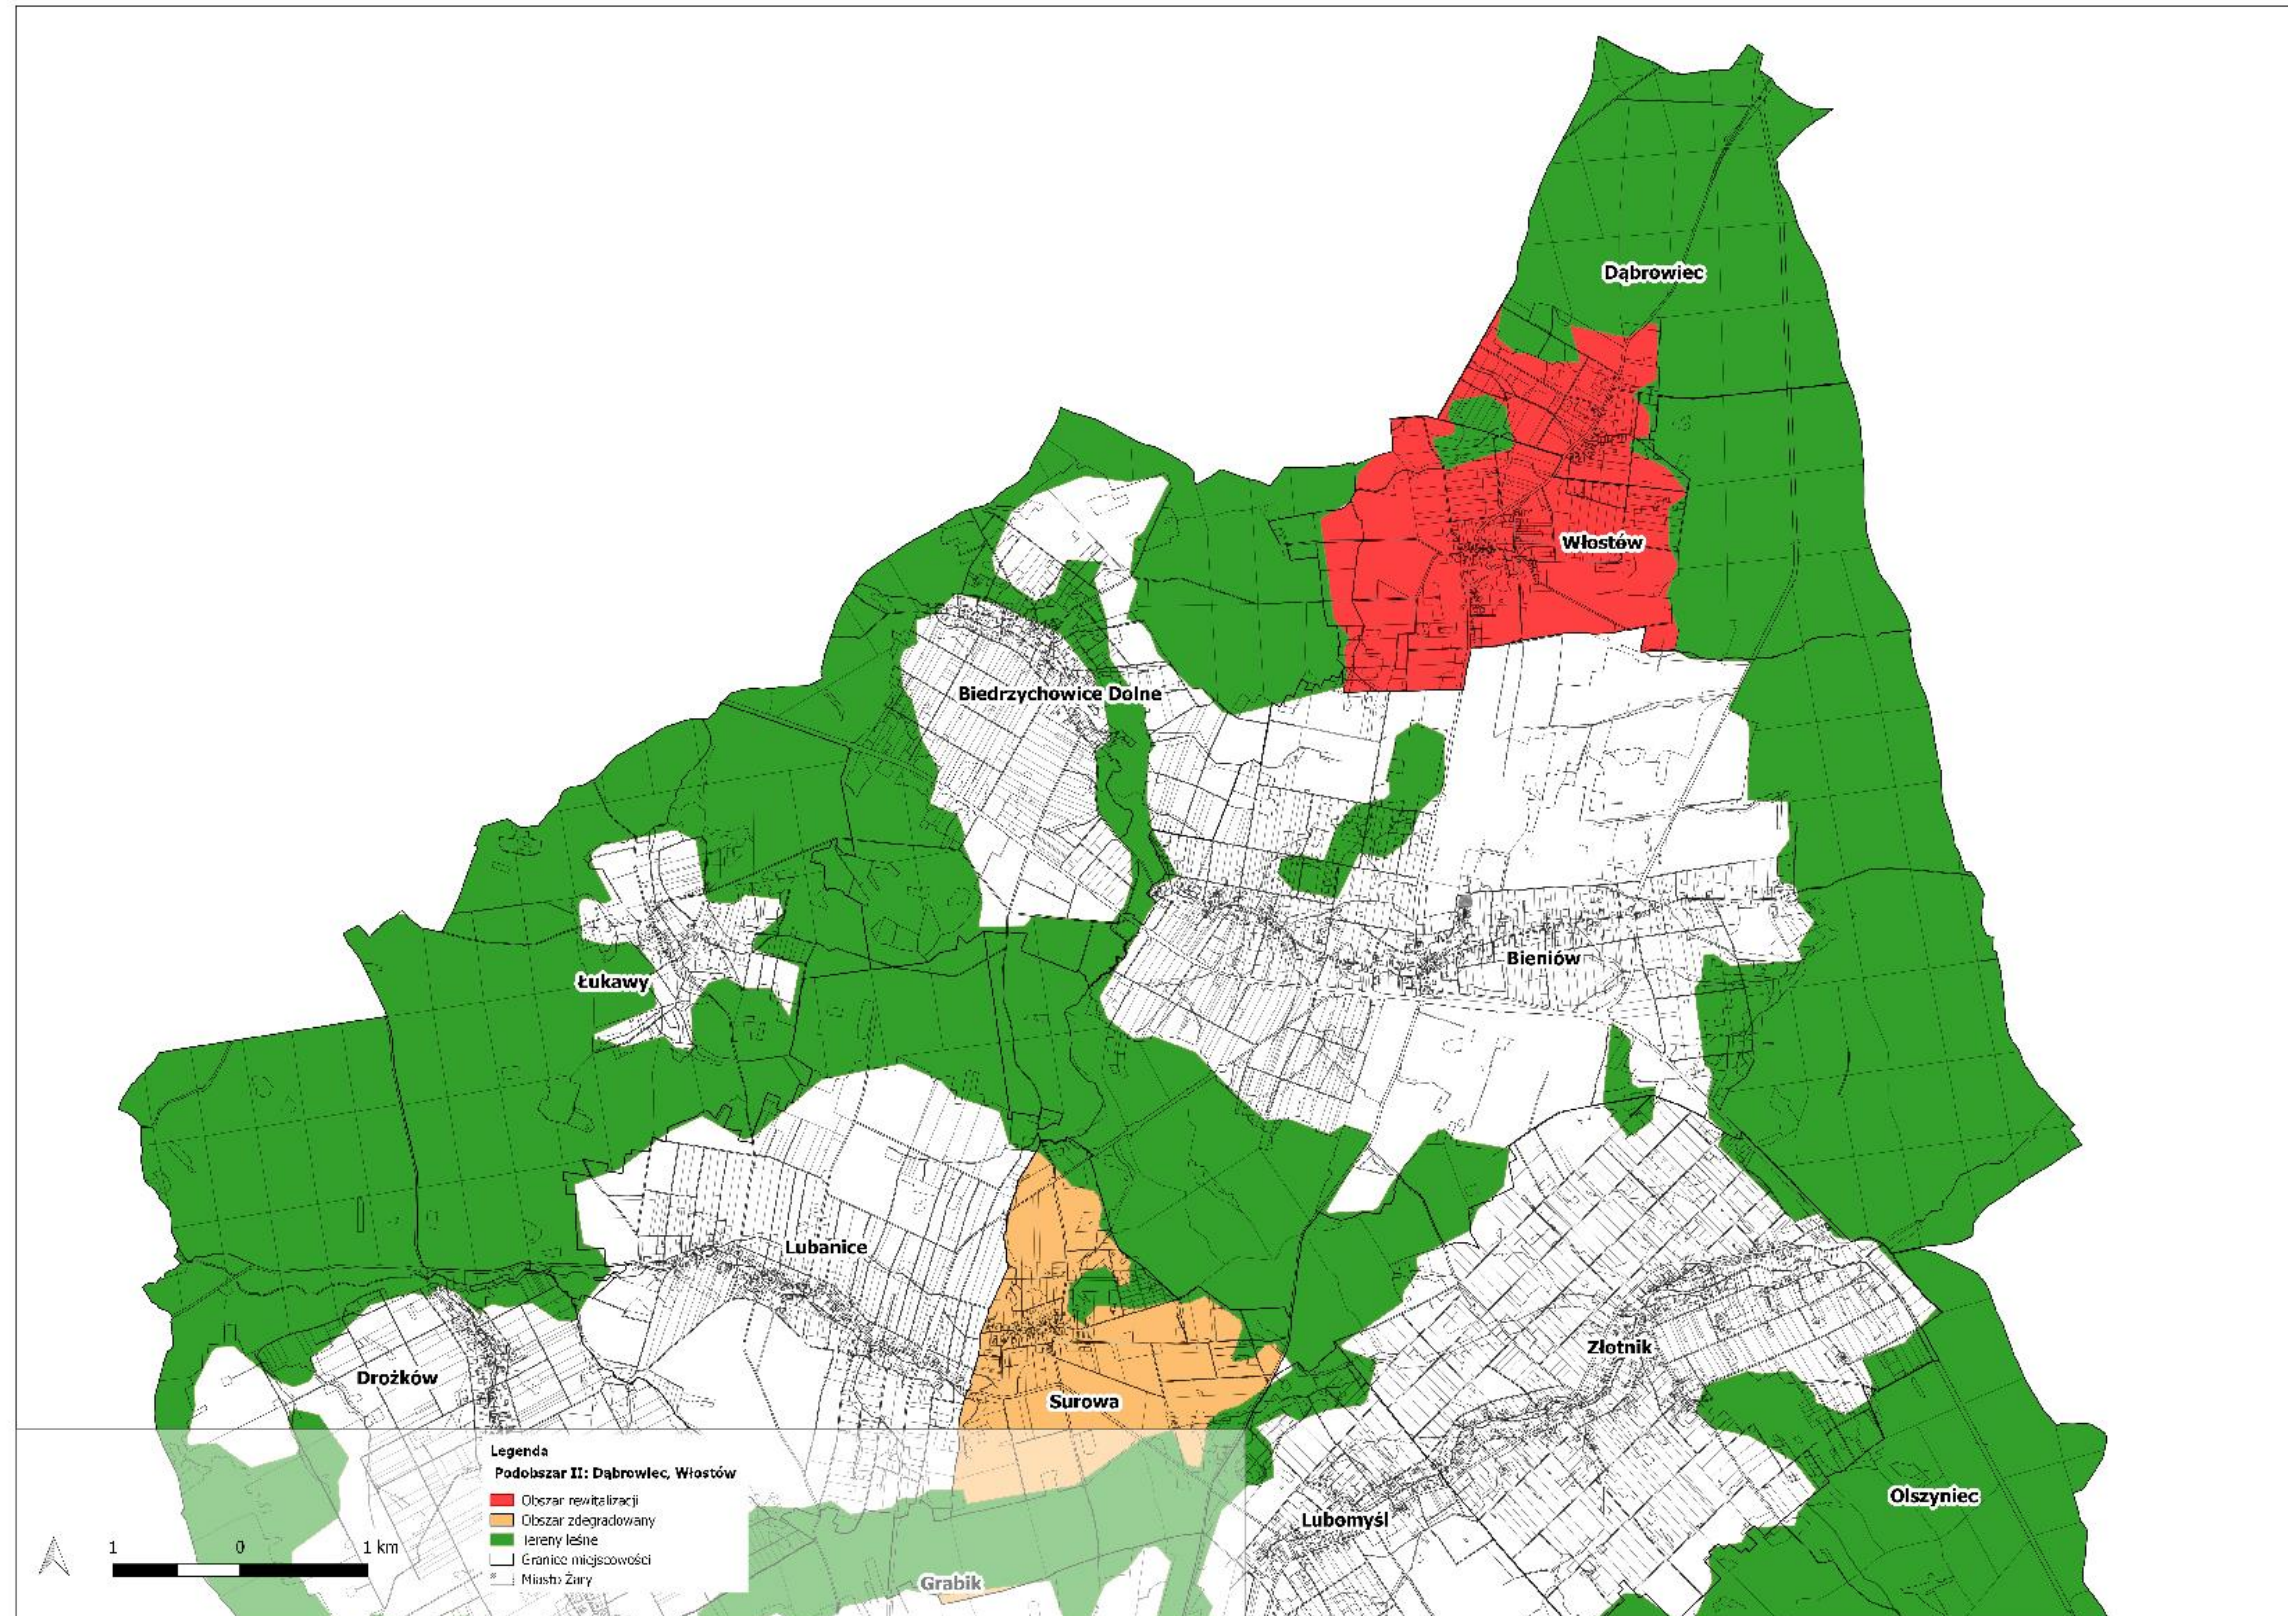 Dąbrowiec
Włostów
Biedrzychowice Dolne
Bieniów
Łukawy
Lubanice
Złotnik
Drożków
Surowa
Olszyniec
Lubomyśl
Grabik
Legenda
Podobszar II: Dąbrowiec, Włostów
Obszar rewitalizacji
Obszar zdegradowany
Tereny leśne
Granice miejscowości
Miasto Żary
1 0 1 km